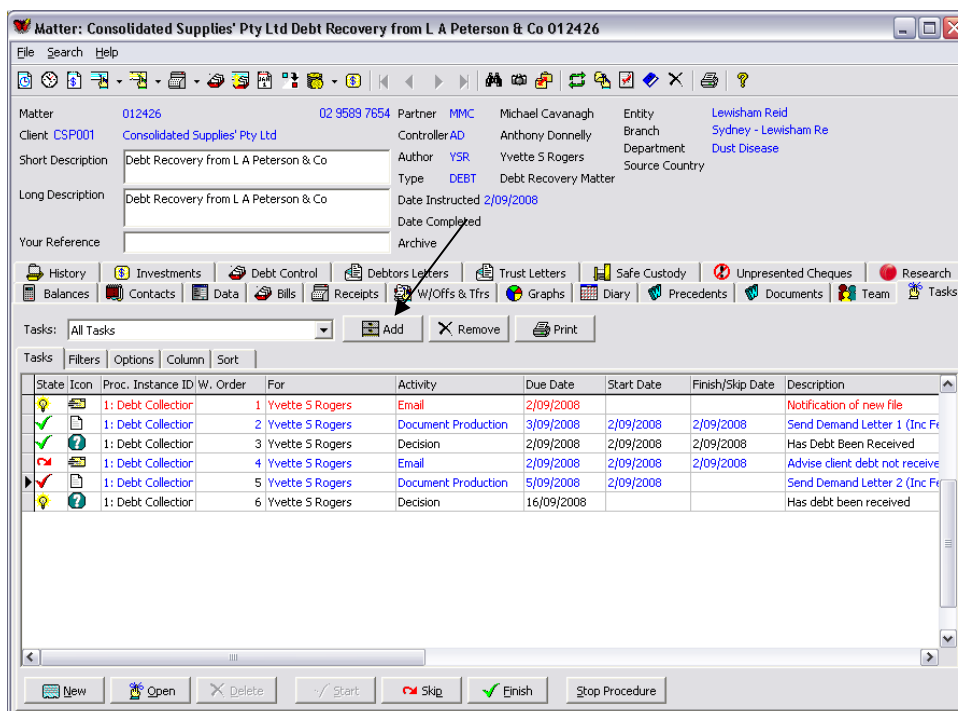 Matter: Consolidated Supplies' Pty Ltd Debt Recovery from L A Peterson & Co 012426
File Search Help
Matter 012426 02 9589 7654 Partner MMC Michael Cavanagh Entity Lewisham Reid
Client CSP001 Consolidated Supplies' Pty Ltd Controller AD Anthony Donnelly Branch Sydney - Lewisham Re
Short Description Debt Recovery from L A Peterson & Co Author YSR Yvette S Rogers Department Dust Disease
Source Country
Type DEBT Debt Recovery Matter
Long Description Debt Recovery from L A Peterson & Co Date Instructed 2/09/2008
Date Completed
Your Reference Archive
History Investments Debt Control Debtors Letters Trust Letters Safe Custody Unpresented Cheques Research
Balances Contacts Data Bills Receipts W/Offs & Tfrs Graphs Diary Precedents Documents Team Tasks
Tasks: All Tasks Add Remove Print
Tasks Filters Options Column Sort
State Icon Proc. Instance ID W. Order For Activity Due Date Start Date Finish/Skip Date Description
1: Debt Collection 1 Yvette S Rogers Email 2/09/2008 Notification of new file
1: Debt Collection 2 Yvette S Rogers Document Production 3/09/2008 2/09/2008 2/09/2008 Send Demand Letter 1 (Inc Fe
1: Debt Collection 3 Yvette S Rogers Decision 2/09/2008 2/09/2008 2/09/2008 Has Debt Been Received
1: Debt Collection 4 Yvette S Rogers Email 2/09/2008 2/09/2008 2/09/2008 Advise client debt not receive
1: Debt Collection 5 Yvette S Rogers Document Production 5/09/2008 2/09/2008 Send Demand Letter 2 (Inc Fe
1: Debt Collection 6 Yvette S Rogers Decision 16/09/2008 Has debt been received
New Open Delete Start Skip Finish Stop Procedure